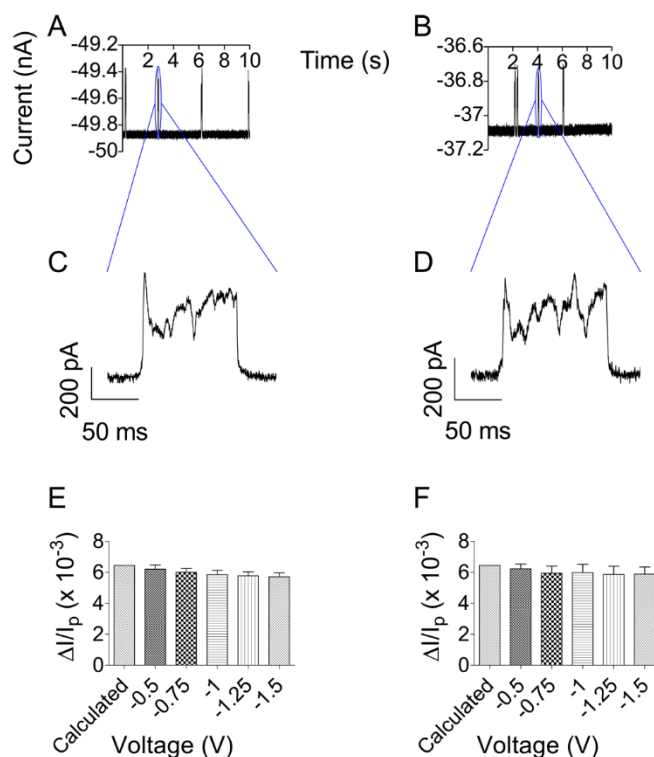 A
B
-49.2
-49.4
-49.6
-49.8
-50
2 4 6 8 10
Current (nA)
Time (s)
-36.6
-36.8
-37
-37.2
2 4 6 8 10
C
D
200 pA
50 ms
200 pA
50 ms
E
F
8
6
4
2
0
ΔI/Ip (x 10-3)
Calculated
-0.5
-0.75
-1
-1.25
-1.5
Voltage (V)
8
6
4
2
0
ΔI/Ip (x 10-3)
Calculated
-0.5
-0.75
-1
-1.25
-1.5
Voltage (V)